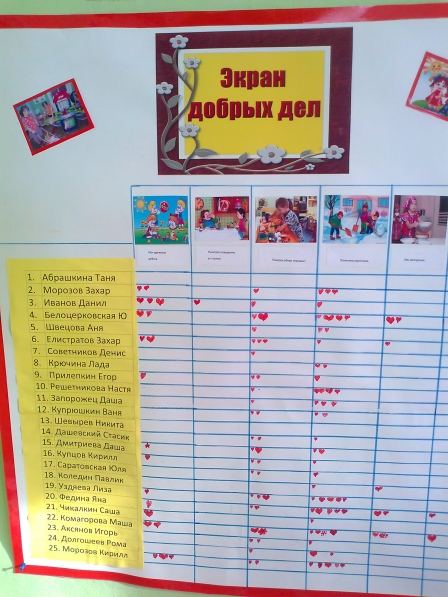 Экран
добрых дел
1. Абрашкина Таня
2. Морозов Захар
3. Иванов Данил
4. Белоцерковская Ю
5. Швецова Аня
6. Елистратов Захар
7. Советников Денис
8. Крючина Лада
9. Прилепкин Егор
10. Решетникова Настя
11. Запорожец Даша
12. Купрюшкин Ваня
13. Шевырев Никита
14. Дашевский Стасик
15. Дмитриева Даша
16. Купцов Кирилл
17. Саратовская Юля
18. Коледин Павлик
19. Уздяева Лиза
20. Федина Яна
21. Чикалкин Саша
22. Комагорова Маша
23. Аксянов Игорь
24. Долгошеев Рома
25. Морозов Кирилл